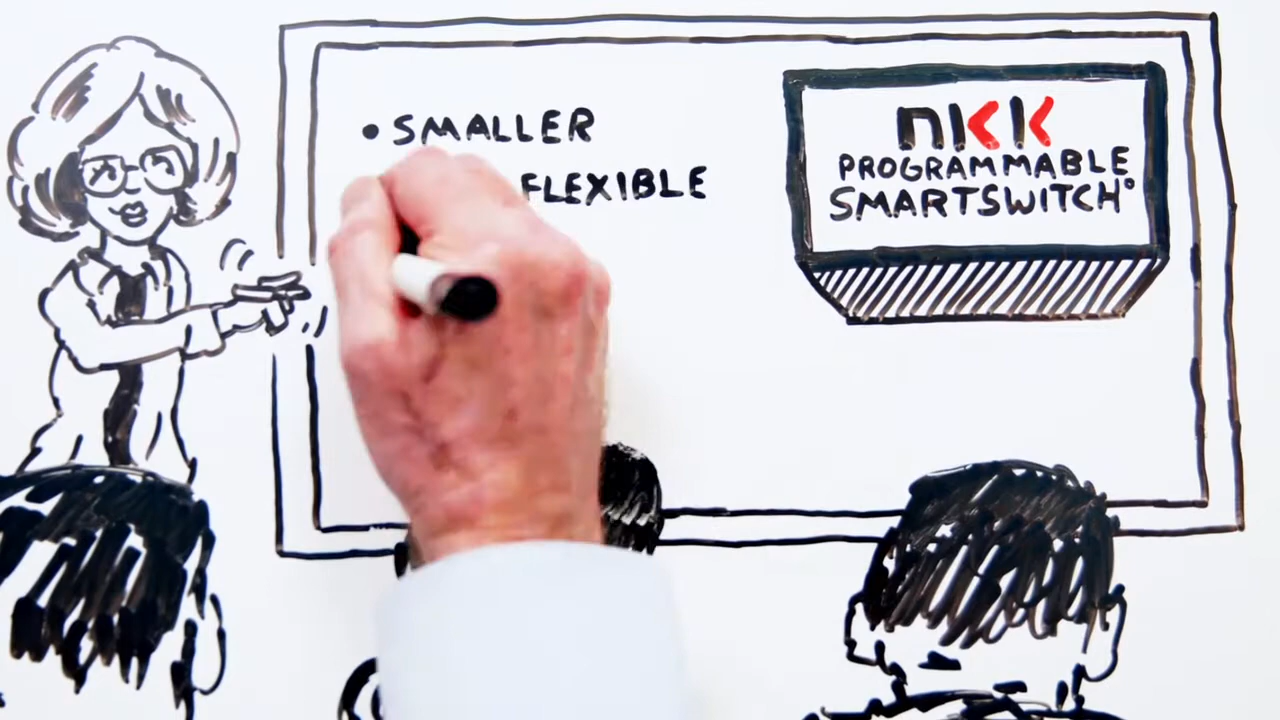 • SMALLER
FLEXIBLE
NKK
PROGRAMMABLE
SMARTSWITCH®